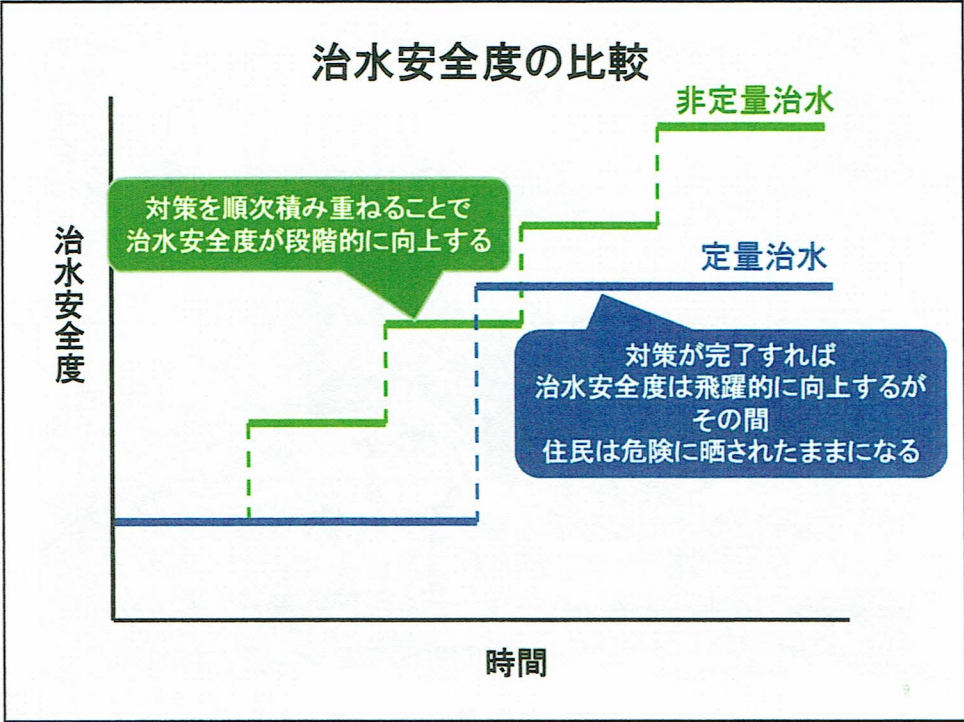 治水安全度の比較
非定量治水
対策を順次積み重ねることで
治水安全度が段階的に向上する
定量治水
治水安全度
対策が完了すれば
治水安全度は飛躍的に向上するが
その間
住民は危険に晒されたままになる
時間
9